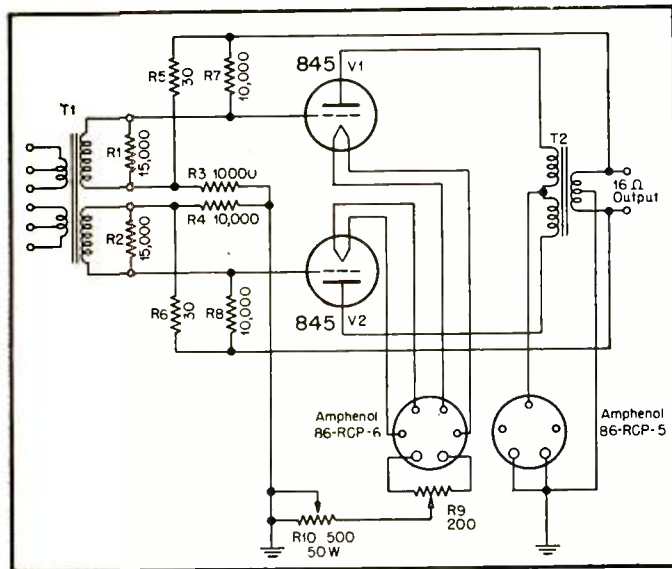 T1
R1
15,000
R2
15,000
R5
30
R7
10,000
R3 10000
R4 10,000
R6
30
R8
10,000
845 V1
845 V2
T2
16 Ω
Output
Amphenol
86-RCP-6
Amphenol
86-RCP-5
R9
200
R10 500
50W